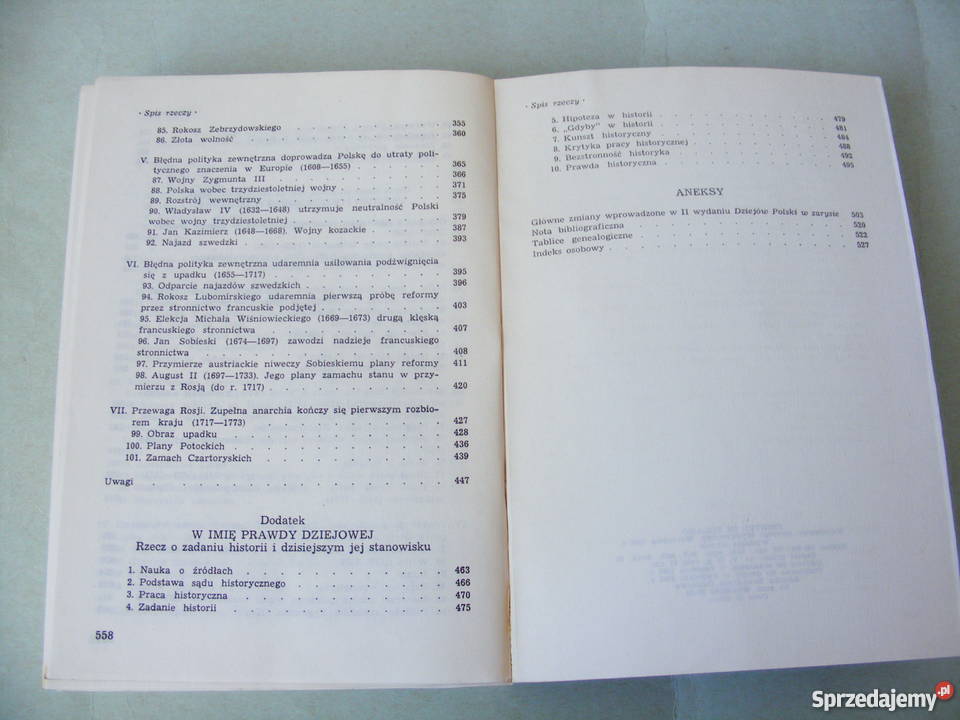 · Spis rzeczy ·
85. Rokosz Zebrzydowskiego . . . . . . . . . . 355
86. Złota wolność . . . . . . . . . . . . 360
V. Błędna polityka zewnętrzna doprowadza Polskę do utraty poli-
tycznego znaczenia w Europie (1608—1655) . . . . . . 365
87. Wojny Zygmunta III . . . . . . . . . . . 366
88. Polska wobec trzydziestoletniej wojny . . . . . . . 371
89. Rozstrój wewnętrzny . . . . . . . . . . 375
90. Władysław IV (1632—1648) utrzymuje neutralność Polski
wobec wojny trzydziestoletniej . . . . . . . . . 379
91. Jan Kazimierz (1648—1668). Wojny kozackie . . . . . 387
92. Najazd szwedzki . . . . . . . . . . . . 393
VI. Błędna polityka zewnętrzna udaremnia usiłowania podźwignięcia
się z upadku (1655—1717) . . . . . . . . . . 395
93. Odparcie najazdów szwedzkich . . . . . . . . . 396
94. Rokosz Lubomirskiego udaremnia pierwszą próbę reformy
przez stronnictwo francuskie podjętej . . . . . . . 403
95. Elekcja Michała Wiśniowieckiego (1669—1673) drugą klęską
francuskiego stronnictwa . . . . . . . . . . 407
96. Jan Sobieski (1674—1697) zawodzi nadzieje francuskiego
stronnictwa . . . . . . . . . . . . . 408
97. Przymierze austriackie niweczy Sobieskiemu plany reformy 411
98. August II (1697—1733). Jego plany zamachu stanu w przy-
mierzu z Rosją (do r. 1717) . . . . . . . . . . 420
VII. Przewaga Rosji. Zupełna anarchia kończy się pierwszym rozbio-
rem kraju (1717—1773) . . . . . . . . . . . 427
99. Obraz upadku . . . . . . . . . . . . 428
100. Plany Potockich . . . . . . . . . . . . 436
101. Zamach Czartoryskich . . . . . . . . . . . 439
Uwagi . . . . . . . . . . . . . . . . 447
Dodatek
W IMIĘ PRAWDY DZIEJOWEJ
Rzecz o zadaniu historii i dzisiejszym jej stanowisku
1. Nauka o źródłach . . . . . . . . . . . . 463
2. Podstawa sądu historycznego . . . . . . . . . 466
3. Praca historyczna . . . . . . . . . . . . 470
4. Zadanie historii . . . . . . . . . . . . 475
558
· Spis rzeczy ·
5. Hipoteza w historii . . . . . . . . . . . 479
6. „Gdyby" w historii . . . . . . . . . . . 481
7. Kunszt historyczny . . . . . . . . . . . 484
8. Krytyka pracy historycznej . . . . . . . . . 488
9. Bezstronność historyka . . . . . . . . . . 492
10. Prawda historyczna . . . . . . . . . . . 495
ANEKSY
Główne zmiany wprowadzone w II wydaniu Dziejów Polski w zarysie 503
Nota bibliograficzna . . . . . . . . . . . 520
Tablice genealogiczne . . . . . . . . . . . 522
Indeks osobowy . . . . . . . . . . . . 527
Sprzedajemy.pl